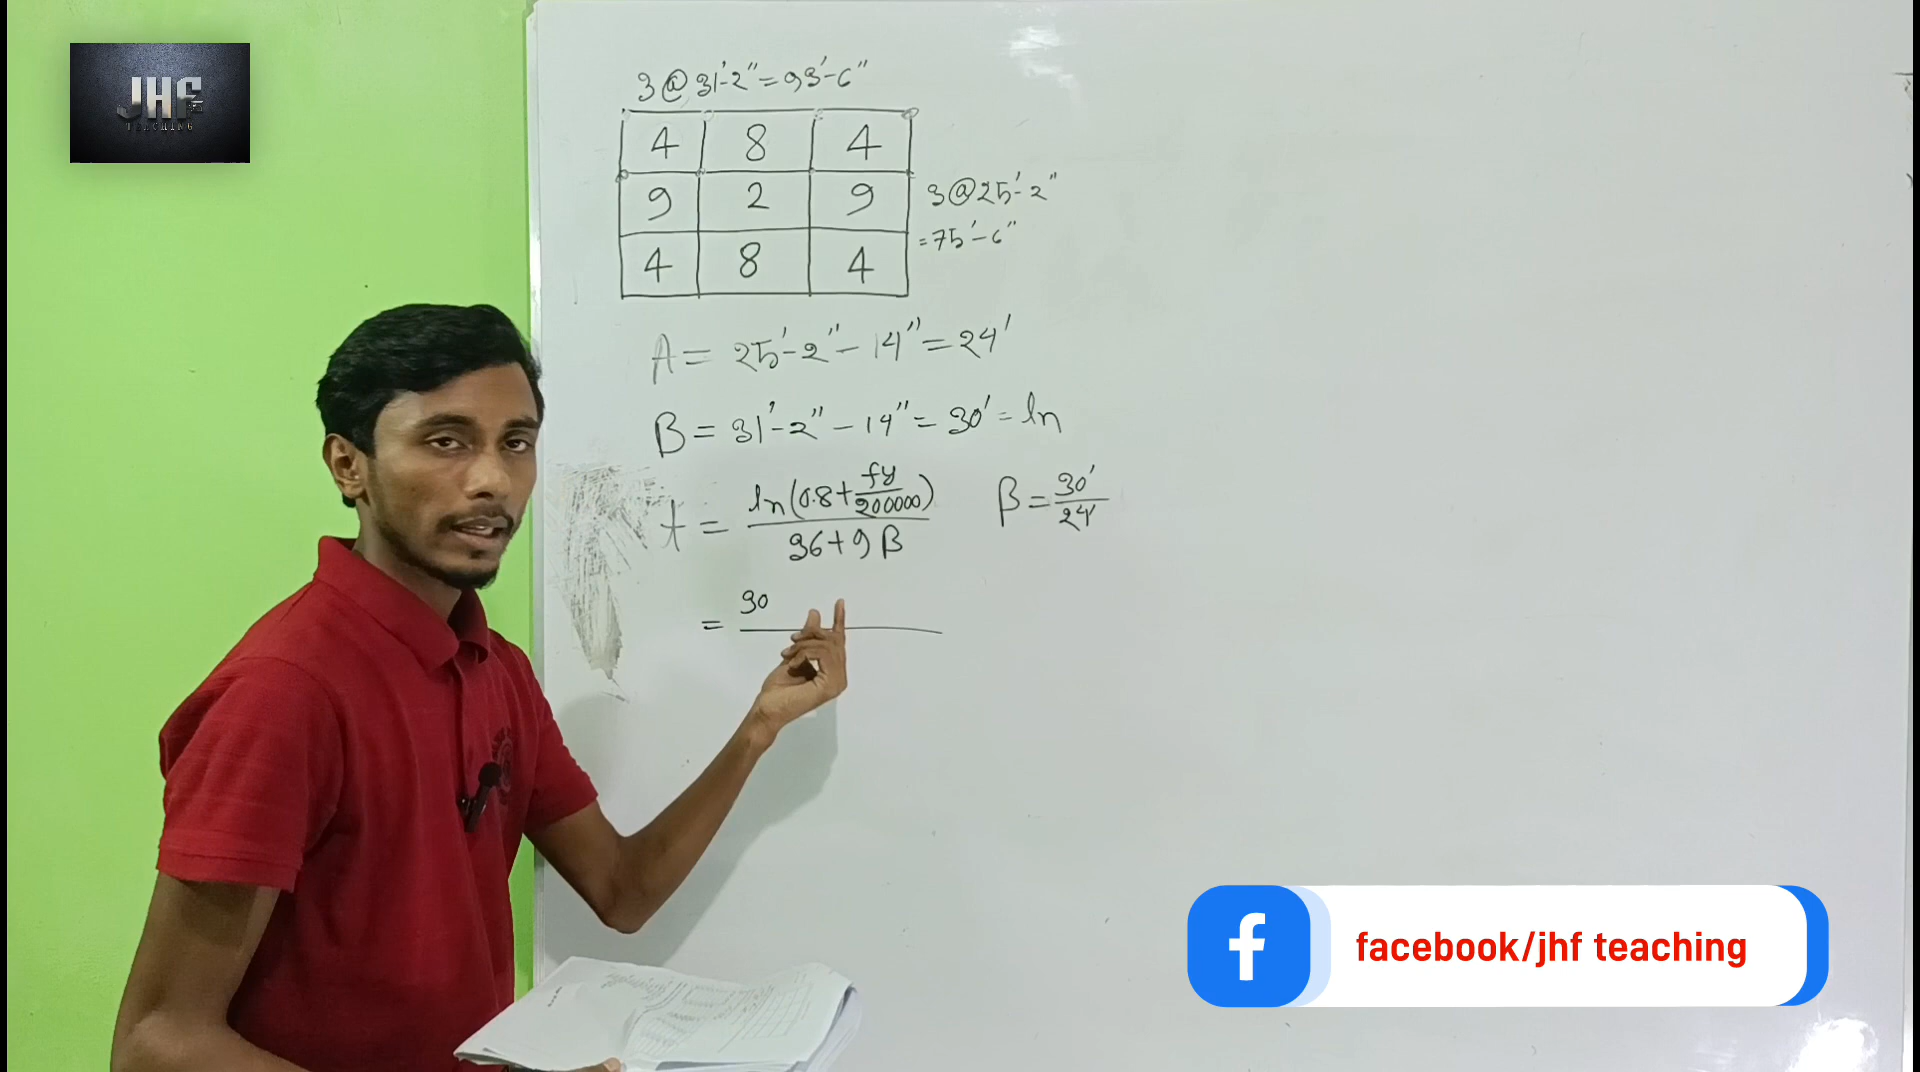 JHF
TEACHING
3@31'-2"=93'-6"
4 8 4
9 2 9
4 8 4
3@25'-2"
=75'-6"
A = 25'-2" - 14" = 24'
B = 31'-2" - 14" = 30' = ln
t = ln(0.8+fy/200000) / 36+9β
β = 30'/24'
= 30
facebook/jhf teaching